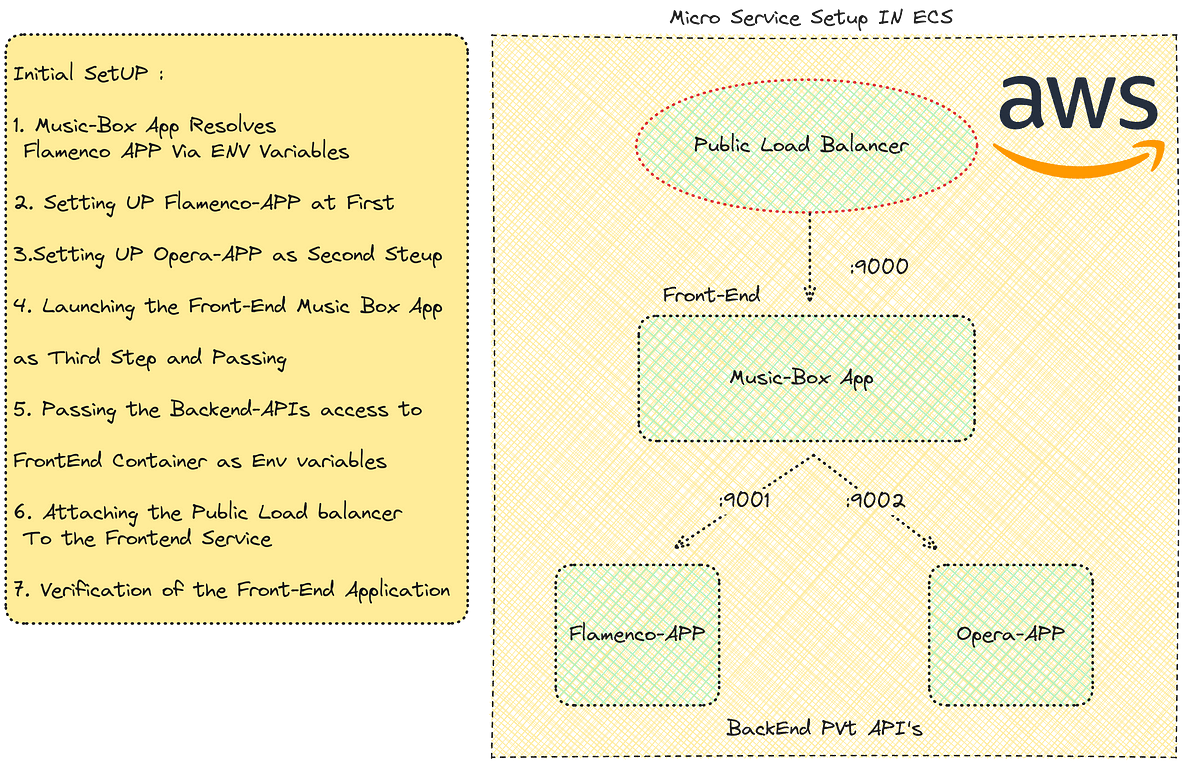 Micro Service Setup IN ECS
Initial SetUP :
1. Music-Box App Resolves
Flamenco APP Via ENV Variables
2. Setting UP Flamenco-APP at First
3.Setting UP Opera-APP as Second Steup
4. Launching the Front-End Music Box App
as Third Step and Passing
5. Passing the Backend-APIs access to
FrontEnd Container as Env variables
6. Attaching the Public Load balancer
To the Frontend Service
7. Verification of the Front-End Application
aws
Public Load Balancer
:9000
Front-End
Music-Box App
:9001
:9002
Flamenco-APP
Opera-APP
BackEnd PVt API's